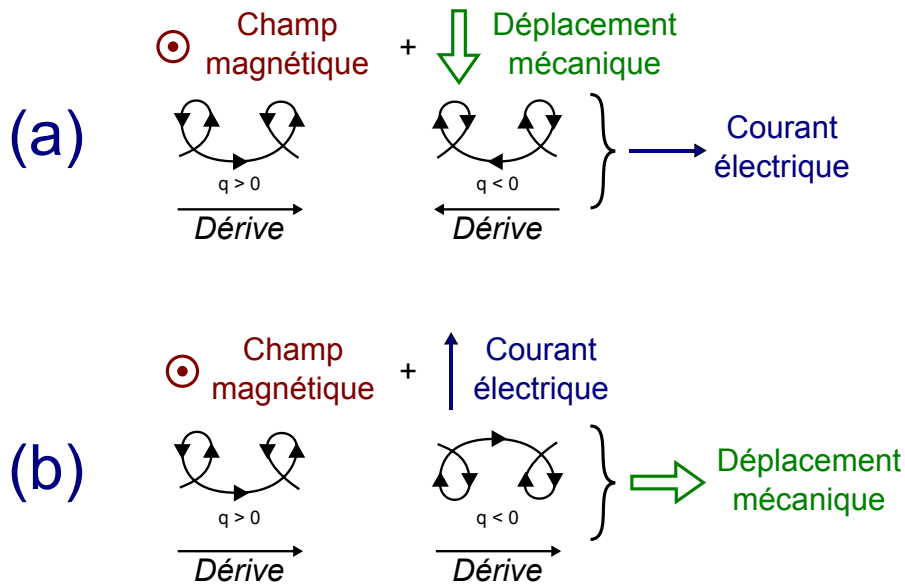 Champ
magnétique
+
Déplacement
mécanique
(a)
q > 0
Dérive
q < 0
Dérive
Courant
électrique
Champ
magnétique
+
Courant
électrique
(b)
q > 0
Dérive
q < 0
Dérive
Déplacement
mécanique